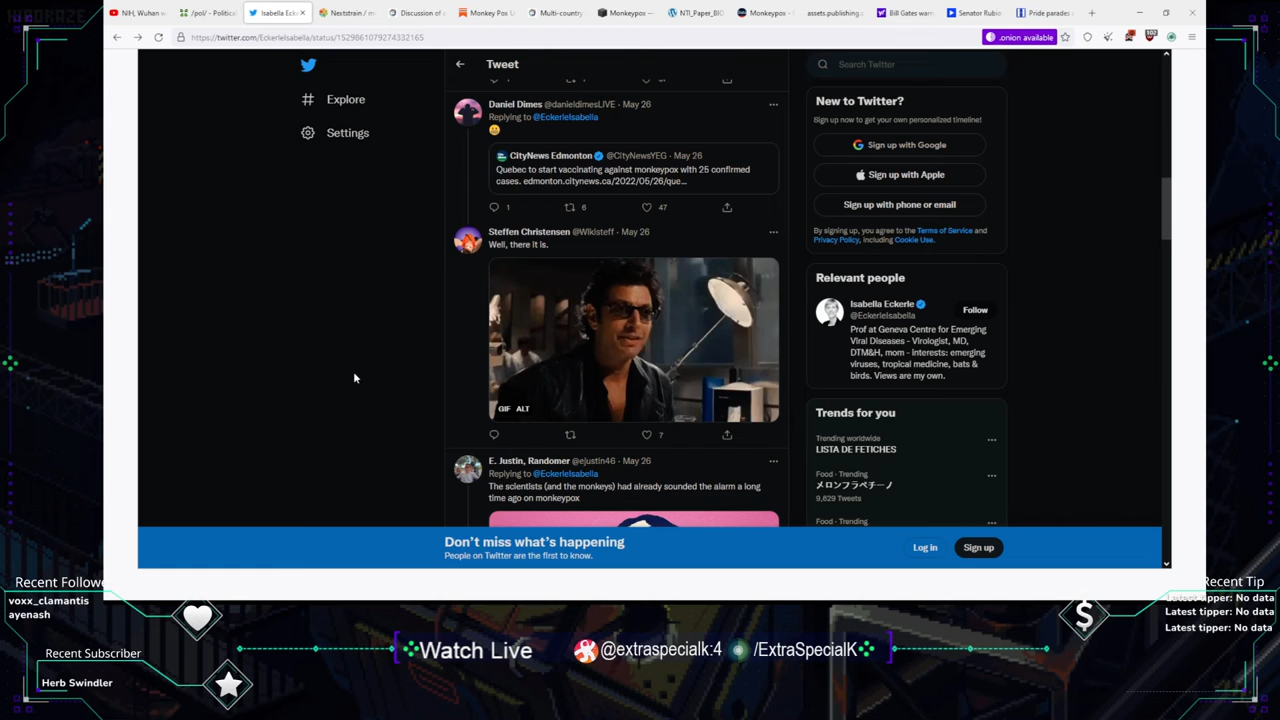 NIH, Wuhan w
/pol/ - Political
Isabella Ecke
Nextstrain / m
Discussion of
Monkey Pox U
Multi-country
Monkeypox -
NTI_Paper_BIO
Monkeypox
assets.publishing.
Bill Gates warn
Senator Rubio
Pride parades
https://twitter.com/EckerleIsabella/status/1529861079274332165
.onion available
102
Explore
Settings
Tweet
Daniel Dimes @danieldimesLIVE · May 26
Replying to @EckerleIsabella
CityNews Edmonton @CityNewsYEG · May 26
Quebec to start vaccinating against monkeypox with 25 confirmed
cases. edmonton.citynews.ca/2022/05/26/que...
1 6 47
Steffen Christensen @Wikisteff · May 26
Well, there it is.
GIF ALT
7
E. Justin, Randomer @ejustin46 · May 26
Replying to @EckerleIsabella
The scientists (and the monkeys) had already sounded the alarm a long
time ago on monkeypox
Search Twitter
New to Twitter?
Sign up now to get your own personalized timeline!
Sign up with Google
Sign up with Apple
Sign up with phone or email
By signing up, you agree to the Terms of Service and
Privacy Policy, including Cookie Use.
Relevant people
Isabella Eckerle
@EckerleIsabella
Follow
Prof at Geneva Centre for Emerging
Viral Diseases - Virologist, MD,
DTM&H, mom - interests: emerging
viruses, tropical medicine, bats &
birds. Views are my own.
Trends for you
Trending worldwide
LISTA DE FETICHES
Food · Trending
メロンフラペチーノ
9,629 Tweets
Food · Trending
Don't miss what's happening
People on Twitter are the first to know.
Log in
Sign up
Recent Followe
voxx_clamantis
ayenash
Recent Subscriber
Herb Swindler
Watch Live
@extraspecialk:4
/ExtraSpecialK
Recent Tip
Latest tipper: No data
Latest tipper: No data
Latest tipper: No data